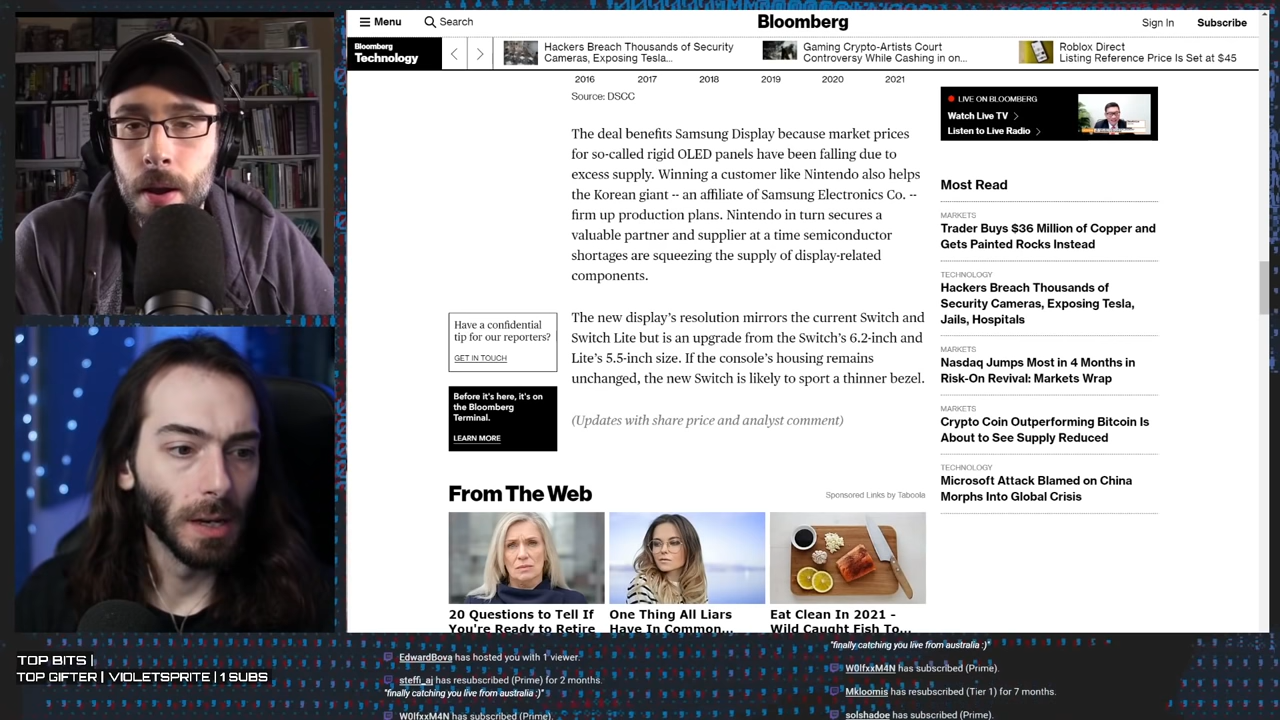 Menu
Search
Bloomberg
Sign In
Subscribe
Bloomberg
Technology
Hackers Breach Thousands of Security
Cameras, Exposing Tesla...
Gaming Crypto-Artists Court
Controversy While Cashing in on...
Roblox Direct
Listing Reference Price Is Set at $45
2016 2017 2018 2019 2020 2021
Source: DSCC
The deal benefits Samsung Display because market prices
for so-called rigid OLED panels have been falling due to
excess supply. Winning a customer like Nintendo also helps
the Korean giant -- an affiliate of Samsung Electronics Co. --
firm up production plans. Nintendo in turn secures a
valuable partner and supplier at a time semiconductor
shortages are squeezing the supply of display-related
components.
Have a confidential
tip for our reporters?
GET IN TOUCH
The new display's resolution mirrors the current Switch and
Switch Lite but is an upgrade from the Switch's 6.2-inch and
Lite's 5.5-inch size. If the console's housing remains
unchanged, the new Switch is likely to sport a thinner bezel.
Before it's here, it's on
the Bloomberg
Terminal.
LEARN MORE
(Updates with share price and analyst comment)
LIVE ON BLOOMBERG
Watch Live TV
Listen to Live Radio
Most Read
MARKETS
Trader Buys $36 Million of Copper and
Gets Painted Rocks Instead
TECHNOLOGY
Hackers Breach Thousands of
Security Cameras, Exposing Tesla,
Jails, Hospitals
MARKETS
Nasdaq Jumps Most in 4 Months in
Risk-On Revival: Markets Wrap
MARKETS
Crypto Coin Outperforming Bitcoin Is
About to See Supply Reduced
TECHNOLOGY
Microsoft Attack Blamed on China
Morphs Into Global Crisis
From The Web
Sponsored Links by Taboola
20 Questions to Tell If
You're Ready to Retire
One Thing All Liars
Have In Common...
Eat Clean In 2021 -
Wild Caught Fish To...
TOP BITS |
TOP GIFTER | VIOLETSPRITE | 1 SUBS
EdwardBova has hosted you with 1 viewer.
steffi_aj has resubscribed (Prime) for 2 months.
"finally catching you live from australia :)"
W0lfxxM4N has subscribed (Prime).
"finally catching you live from australia :)"
W0lfxxM4N has subscribed (Prime).
Mkloomis has resubscribed (Tier 1) for 7 months.
solshadoe has subscribed (Prime).